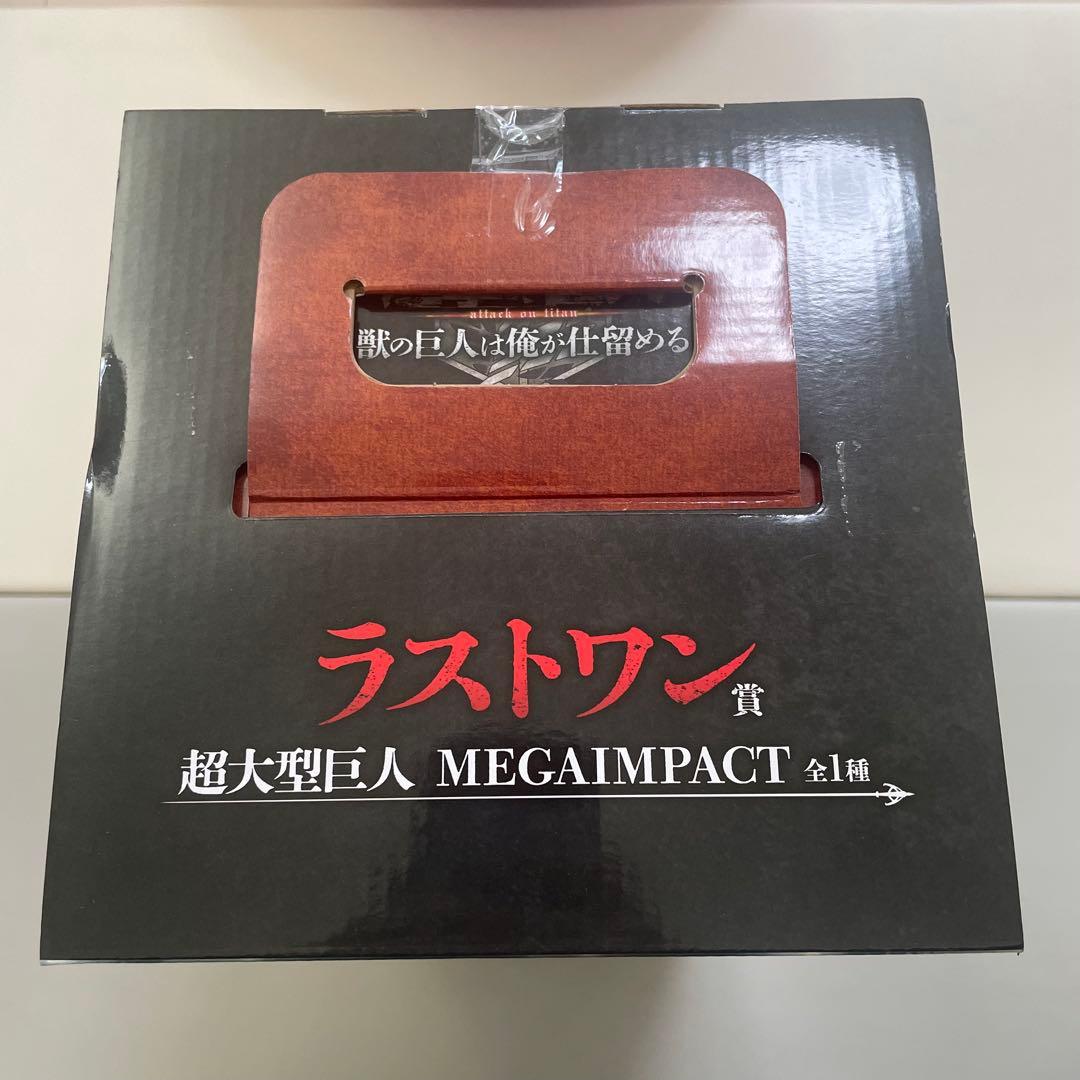 attack on titan
獣の巨人は俺が仕留める
ラストワン賞
超大型巨人 MEGAIMPACT 全1種